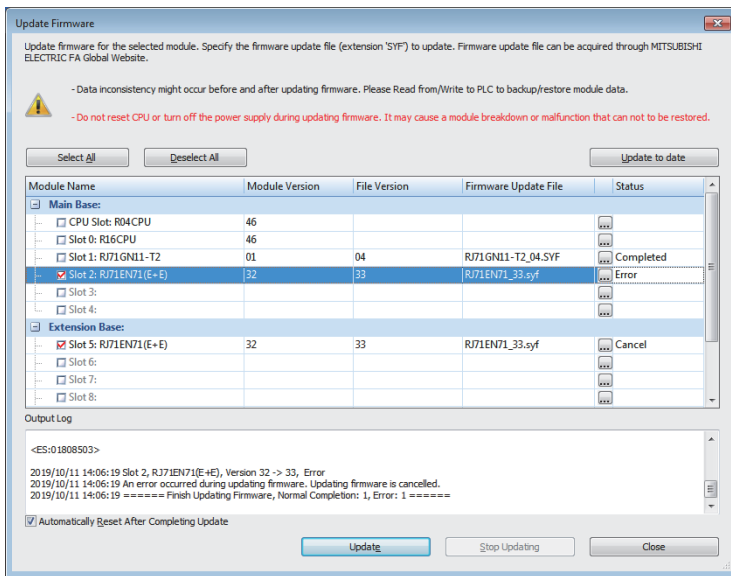 Update Firmware
Update firmware for the selected module. Specify the firmware update file (extension 'SYF') to update. Firmware update file can be acquired through MITSUBISHI
ELECTRIC FA Global Website.
- Data inconsistency might occur before and after updating firmware. Please Read from/Write to PLC to backup/restore module data.
- Do not reset CPU or turn off the power supply during updating firmware. It may cause a module breakdown or malfunction that can not to be restored.
Select All Deselect All Update to date
Module Name Module Version File Version Firmware Update File Status
Main Base:
CPU Slot: R04CPU 46 ...
Slot 0: R16CPU 46 ...
Slot 1: RJ71GN11-T2 01 04 RJ71GN11-T2_04.SYF ... Completed
Slot 2: RJ71EN71(E+E) 32 33 RJ71EN71_33.syf ... Error
Slot 3: ...
Slot 4: ...
Extension Base:
Slot 5: RJ71EN71(E+E) 32 33 RJ71EN71_33.syf ... Cancel
Slot 6: ...
Slot 7: ...
Slot 8: ...
Output Log
<ES:01808503>
2019/10/11 14:06:19 Slot 2, RJ71EN71(E+E), Version 32 -> 33, Error
2019/10/11 14:06:19 An error occurred during updating firmware. Updating firmware is cancelled.
2019/10/11 14:06:19 ====== Finish Updating Firmware, Normal Completion: 1, Error: 1 ======
Automatically Reset After Completing Update
Update Stop Updating Close